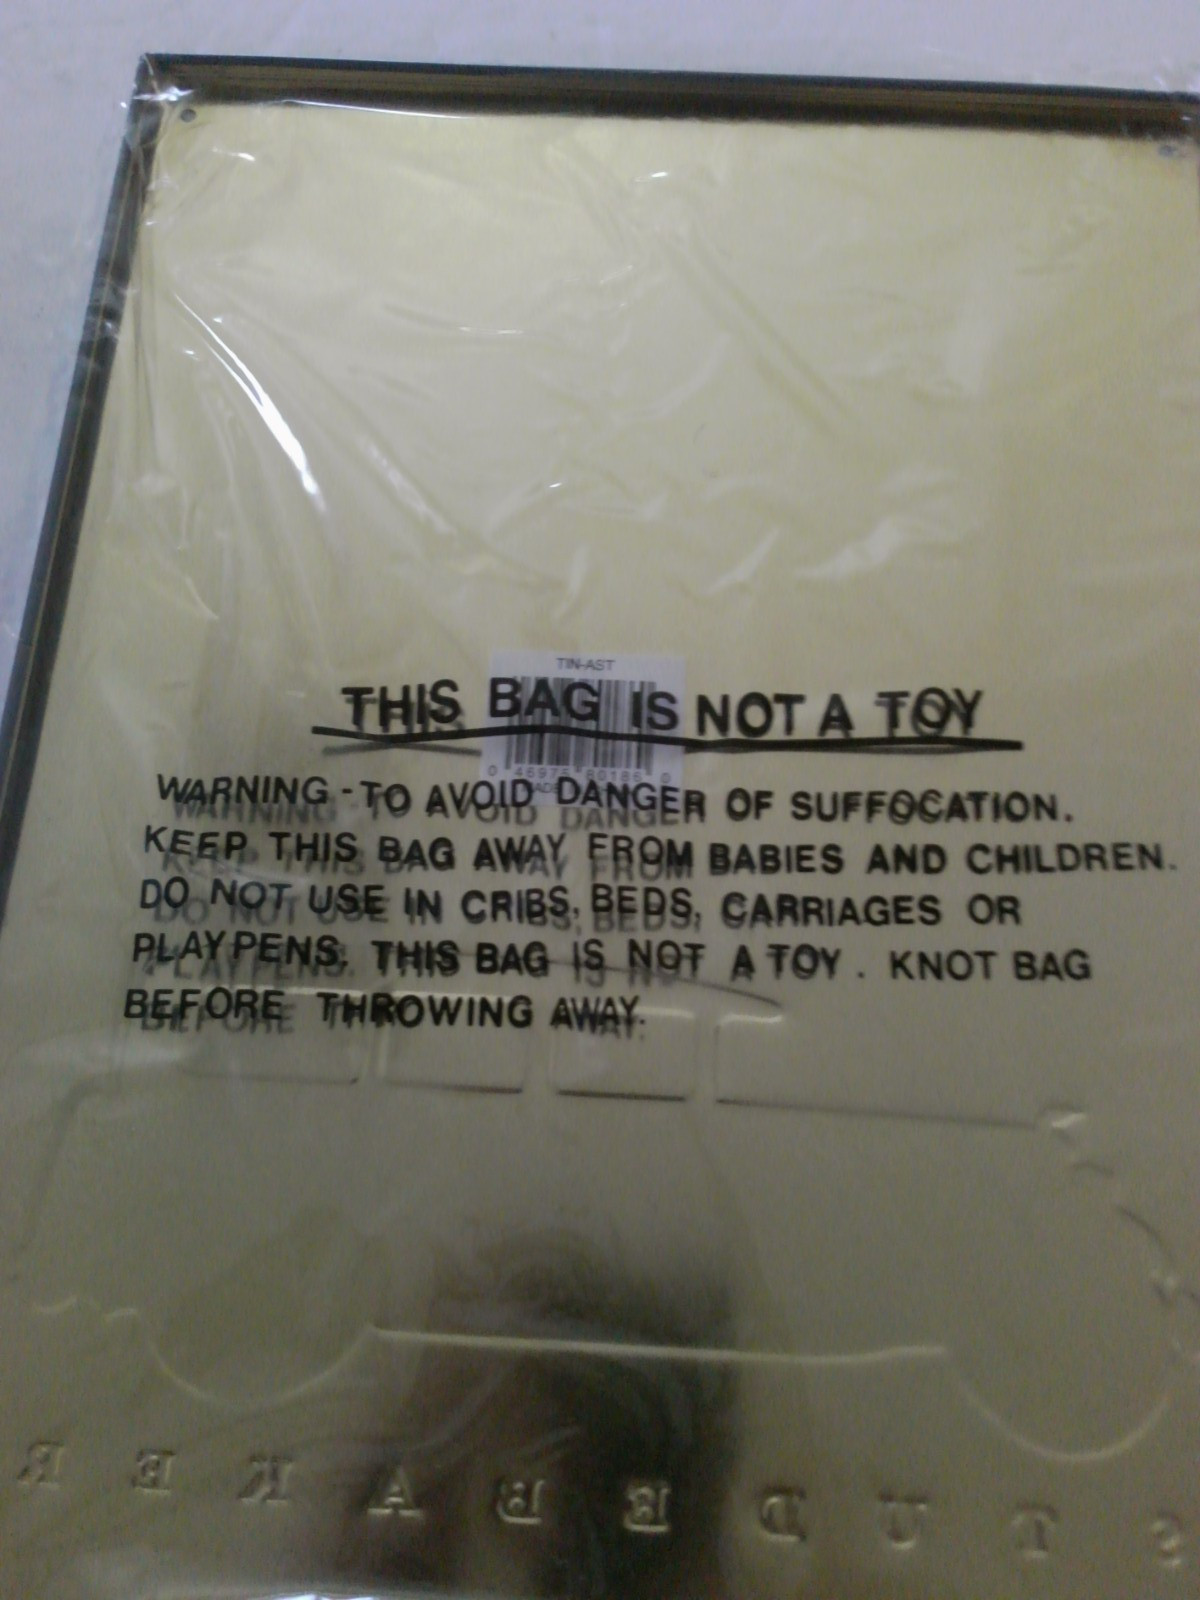 TIN-AST
THIS BAG IS NOT A TOY
WARNING - TO AVOID DANGER OF SUFFOCATION.
KEEP THIS BAG AWAY FROM BABIES AND CHILDREN.
DO NOT USE IN CRIBS, BEDS, CARRIAGES OR
PLAYPENS. THIS BAG IS NOT A TOY. KNOT BAG
BEFORE THROWING AWAY.
STUDEBAKER